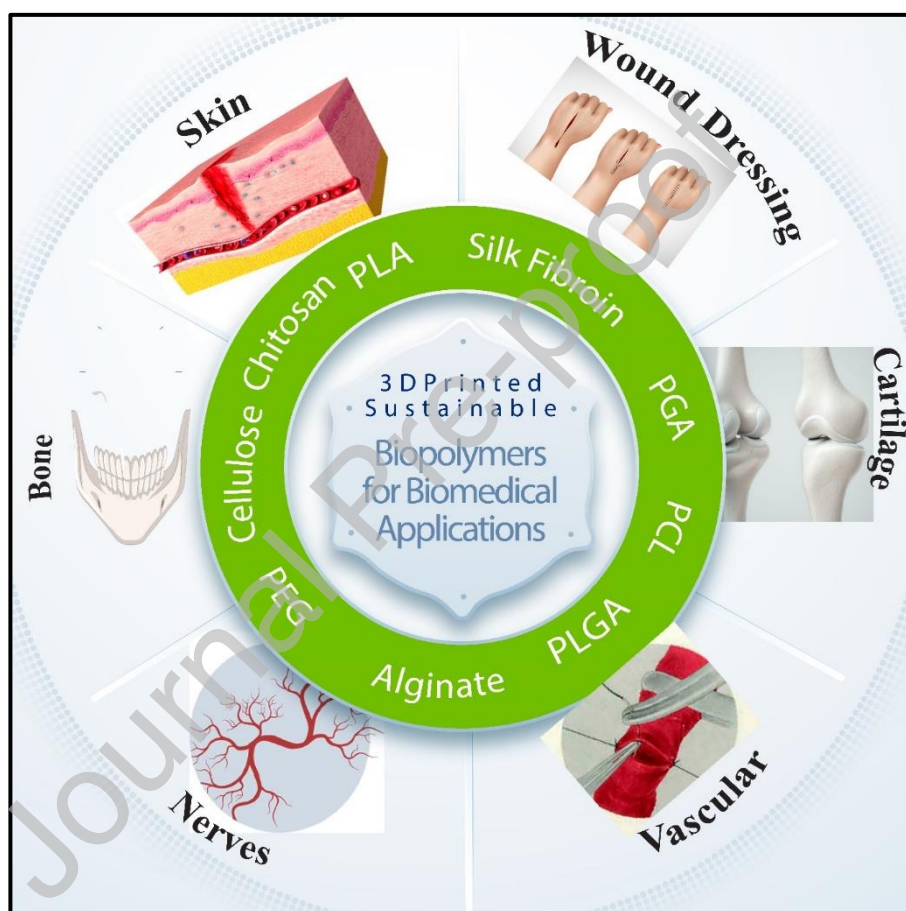 Skin
Wound Dressing
Cartilage
Vascular
Nerves
Bone
Cellulose Chitosan PLA Silk Fibroin PGA PCL PLGA Alginate PEG
3DPrinted
Sustainable
Biopolymers
for Biomedical
Applications
Journal Pre-proof